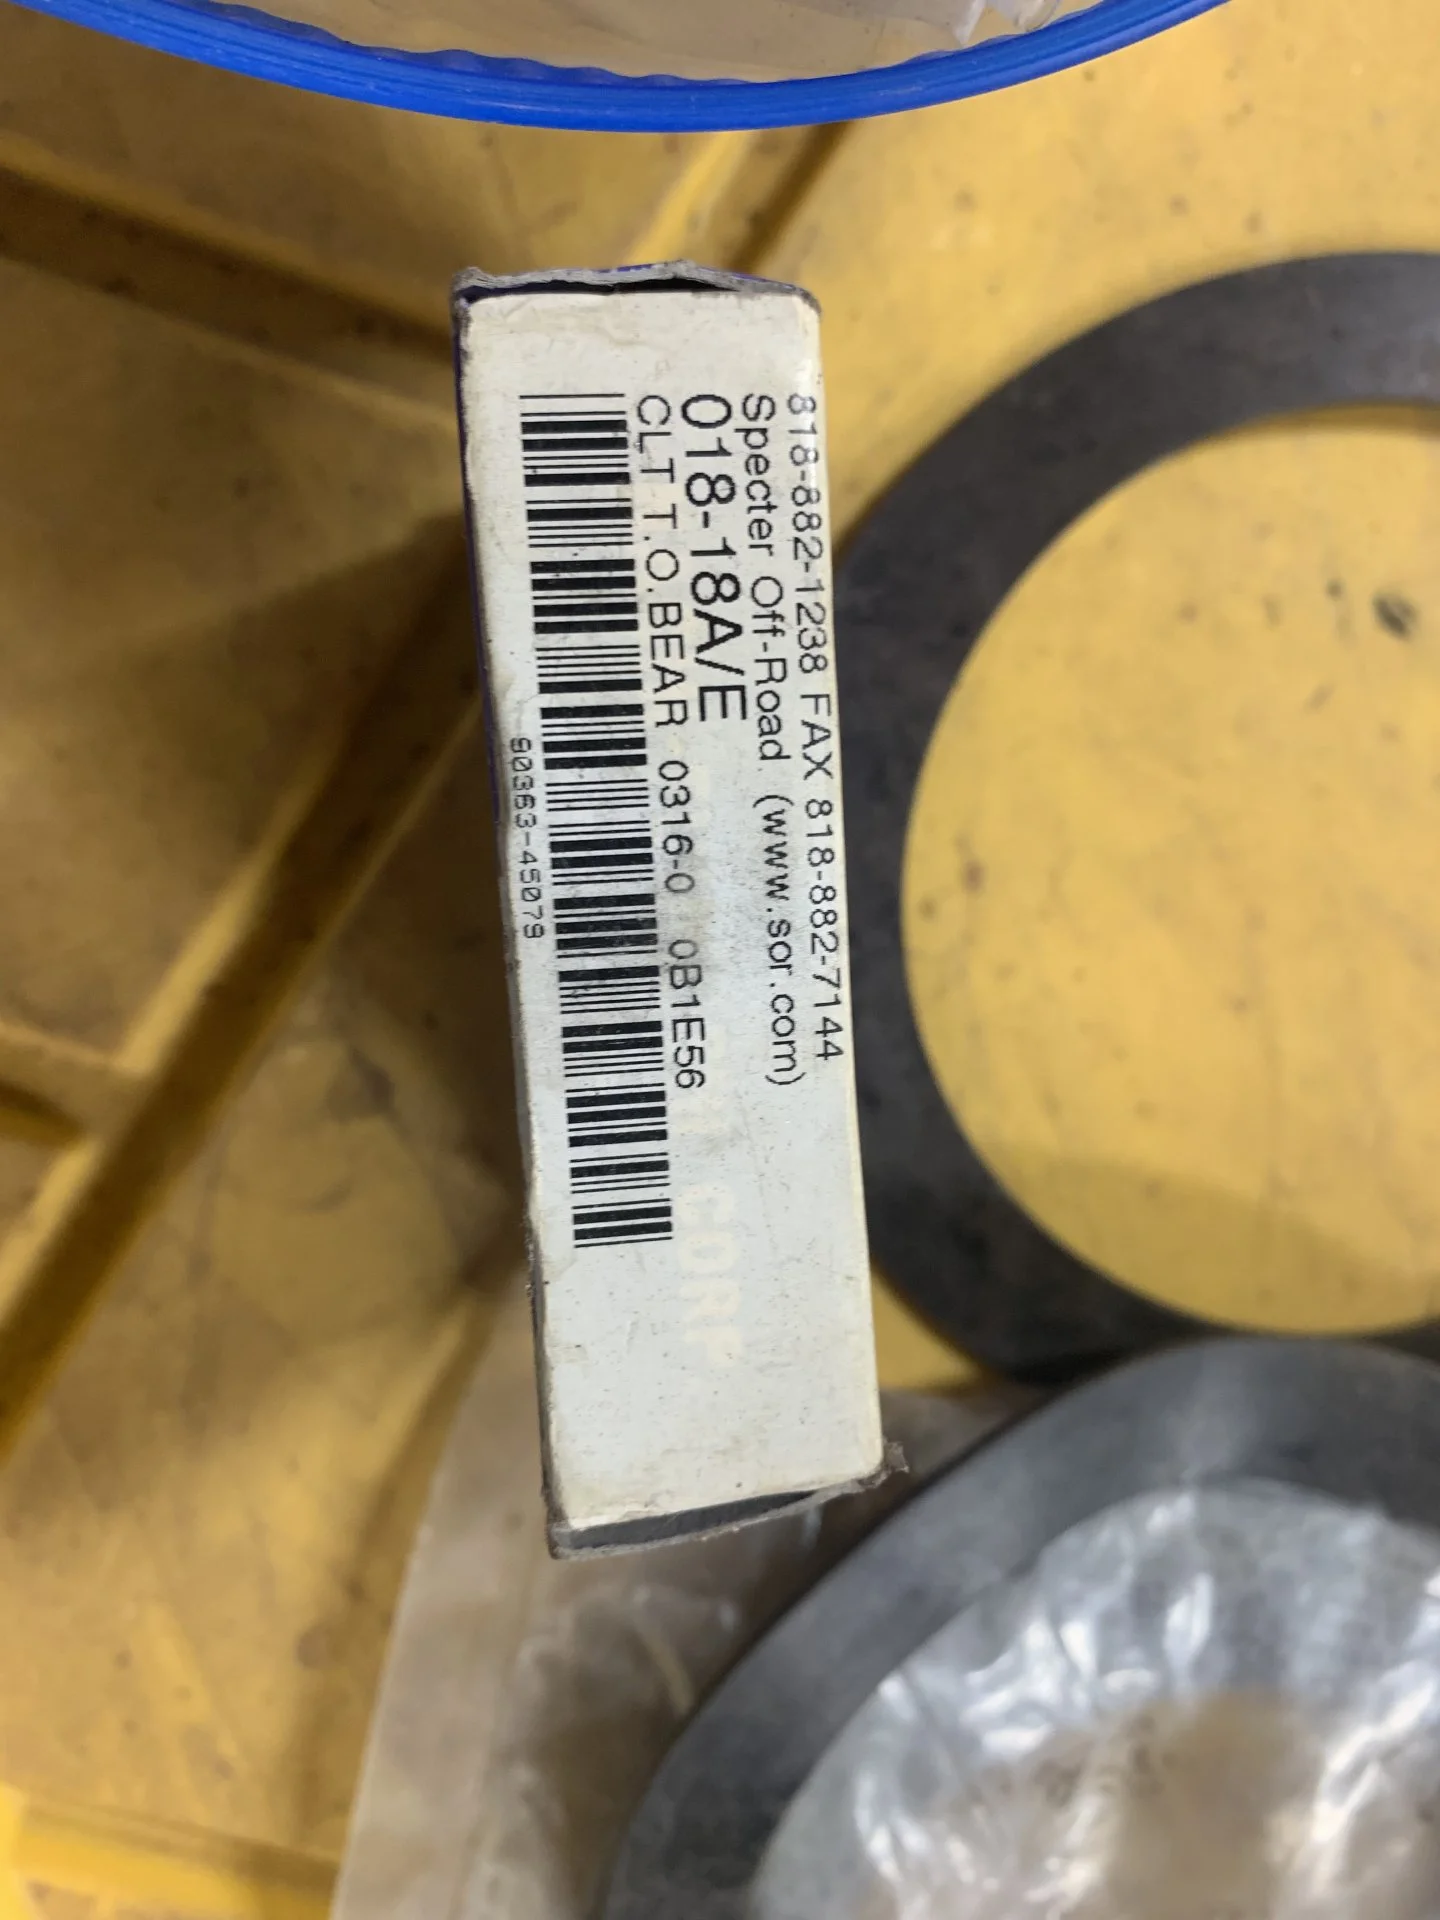 818-882-1238 FAX 818-882-7144
Specter Off-Road (www.sor.com)
018-18A/E
CLT T.O.BEAR 0316-0 0B1E56
90363-45079